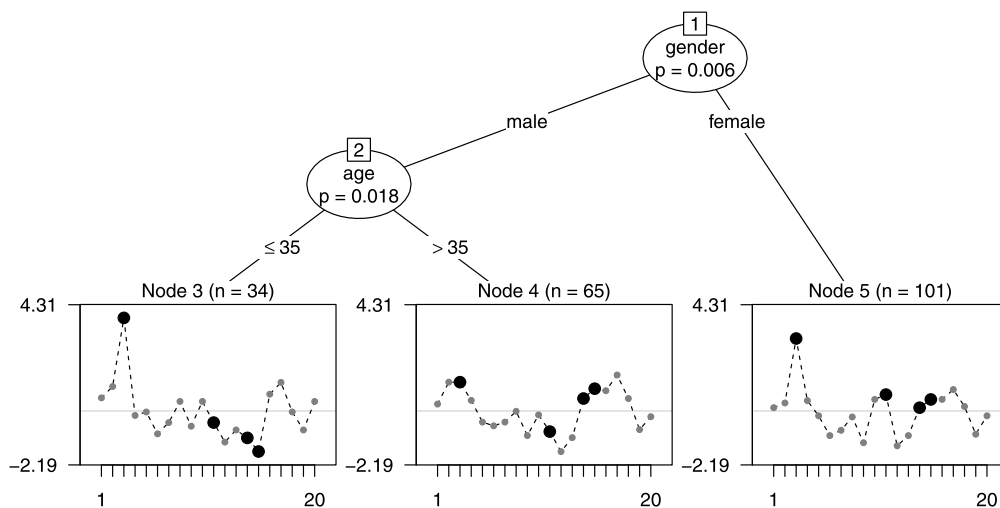 1
gender
p = 0.006
male
female
2
age
p = 0.018
≤ 35
> 35
Node 3 (n = 34)
4.31
−2.19
1
20
Node 4 (n = 65)
4.31
−2.19
1
20
Node 5 (n = 101)
4.31
−2.19
1
20